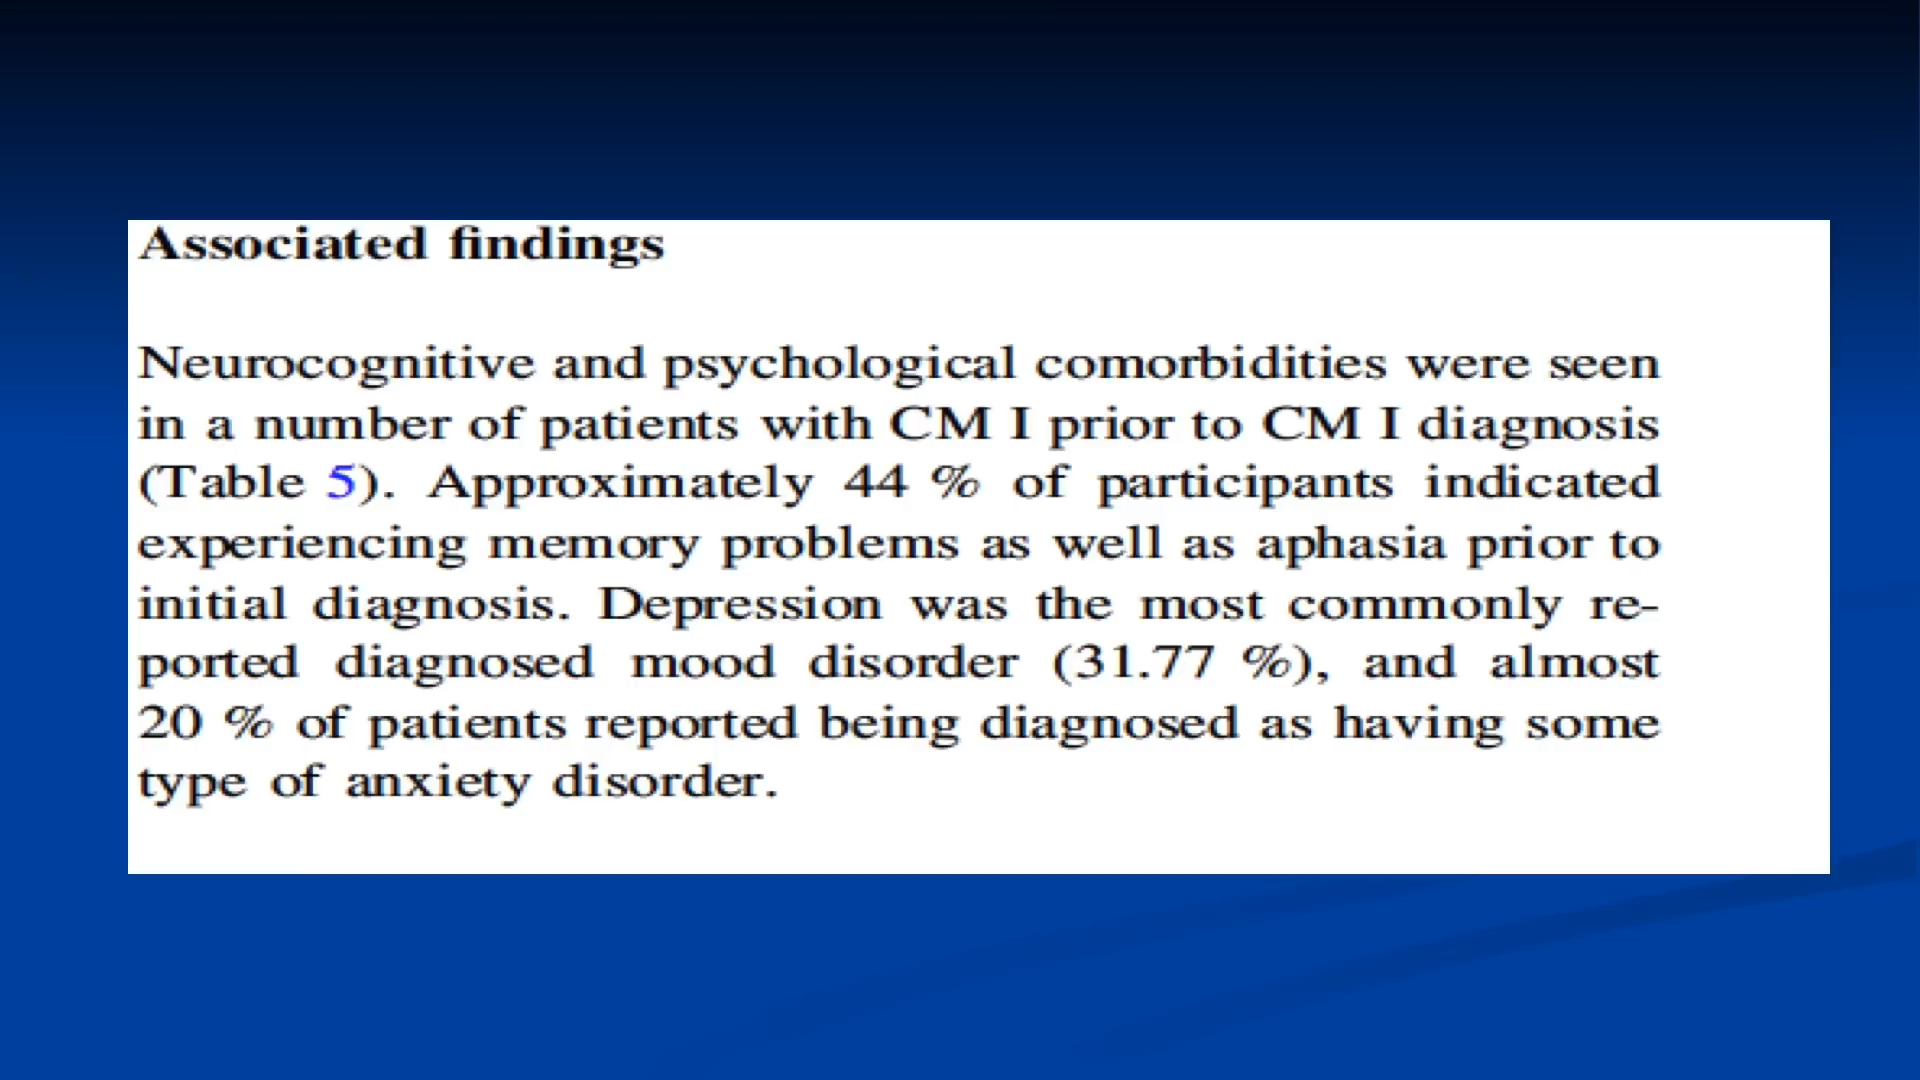 Associated findings
Neurocognitive and psychological comorbidities were seen
in a number of patients with CM I prior to CM I diagnosis
(Table 5). Approximately 44 % of participants indicated
experiencing memory problems as well as aphasia prior to
initial diagnosis. Depression was the most commonly re-
ported diagnosed mood disorder (31.77 %), and almost
20 % of patients reported being diagnosed as having some
type of anxiety disorder.